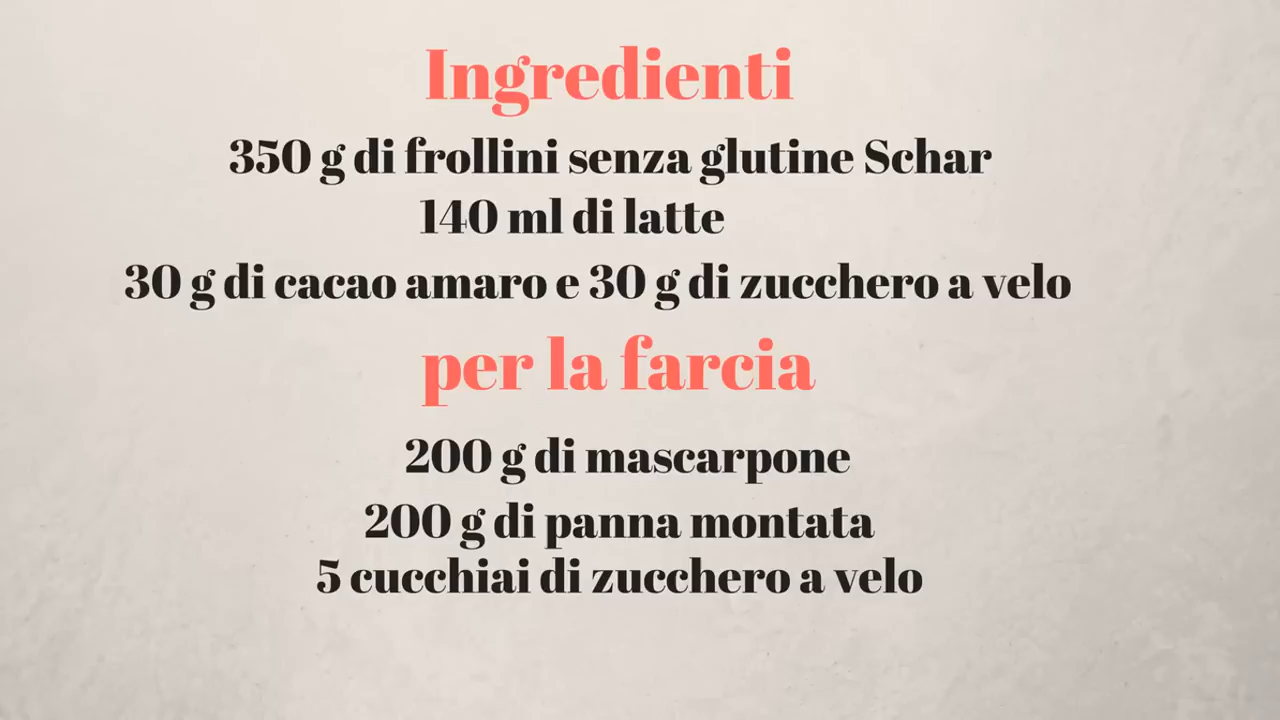 Ingredienti
350 g di frollini senza glutine Schar
140 ml di latte
30 g di cacao amaro e 30 g di zucchero a velo
per la farcia
200 g di mascarpone
200 g di panna montata
5 cucchiai di zucchero a velo